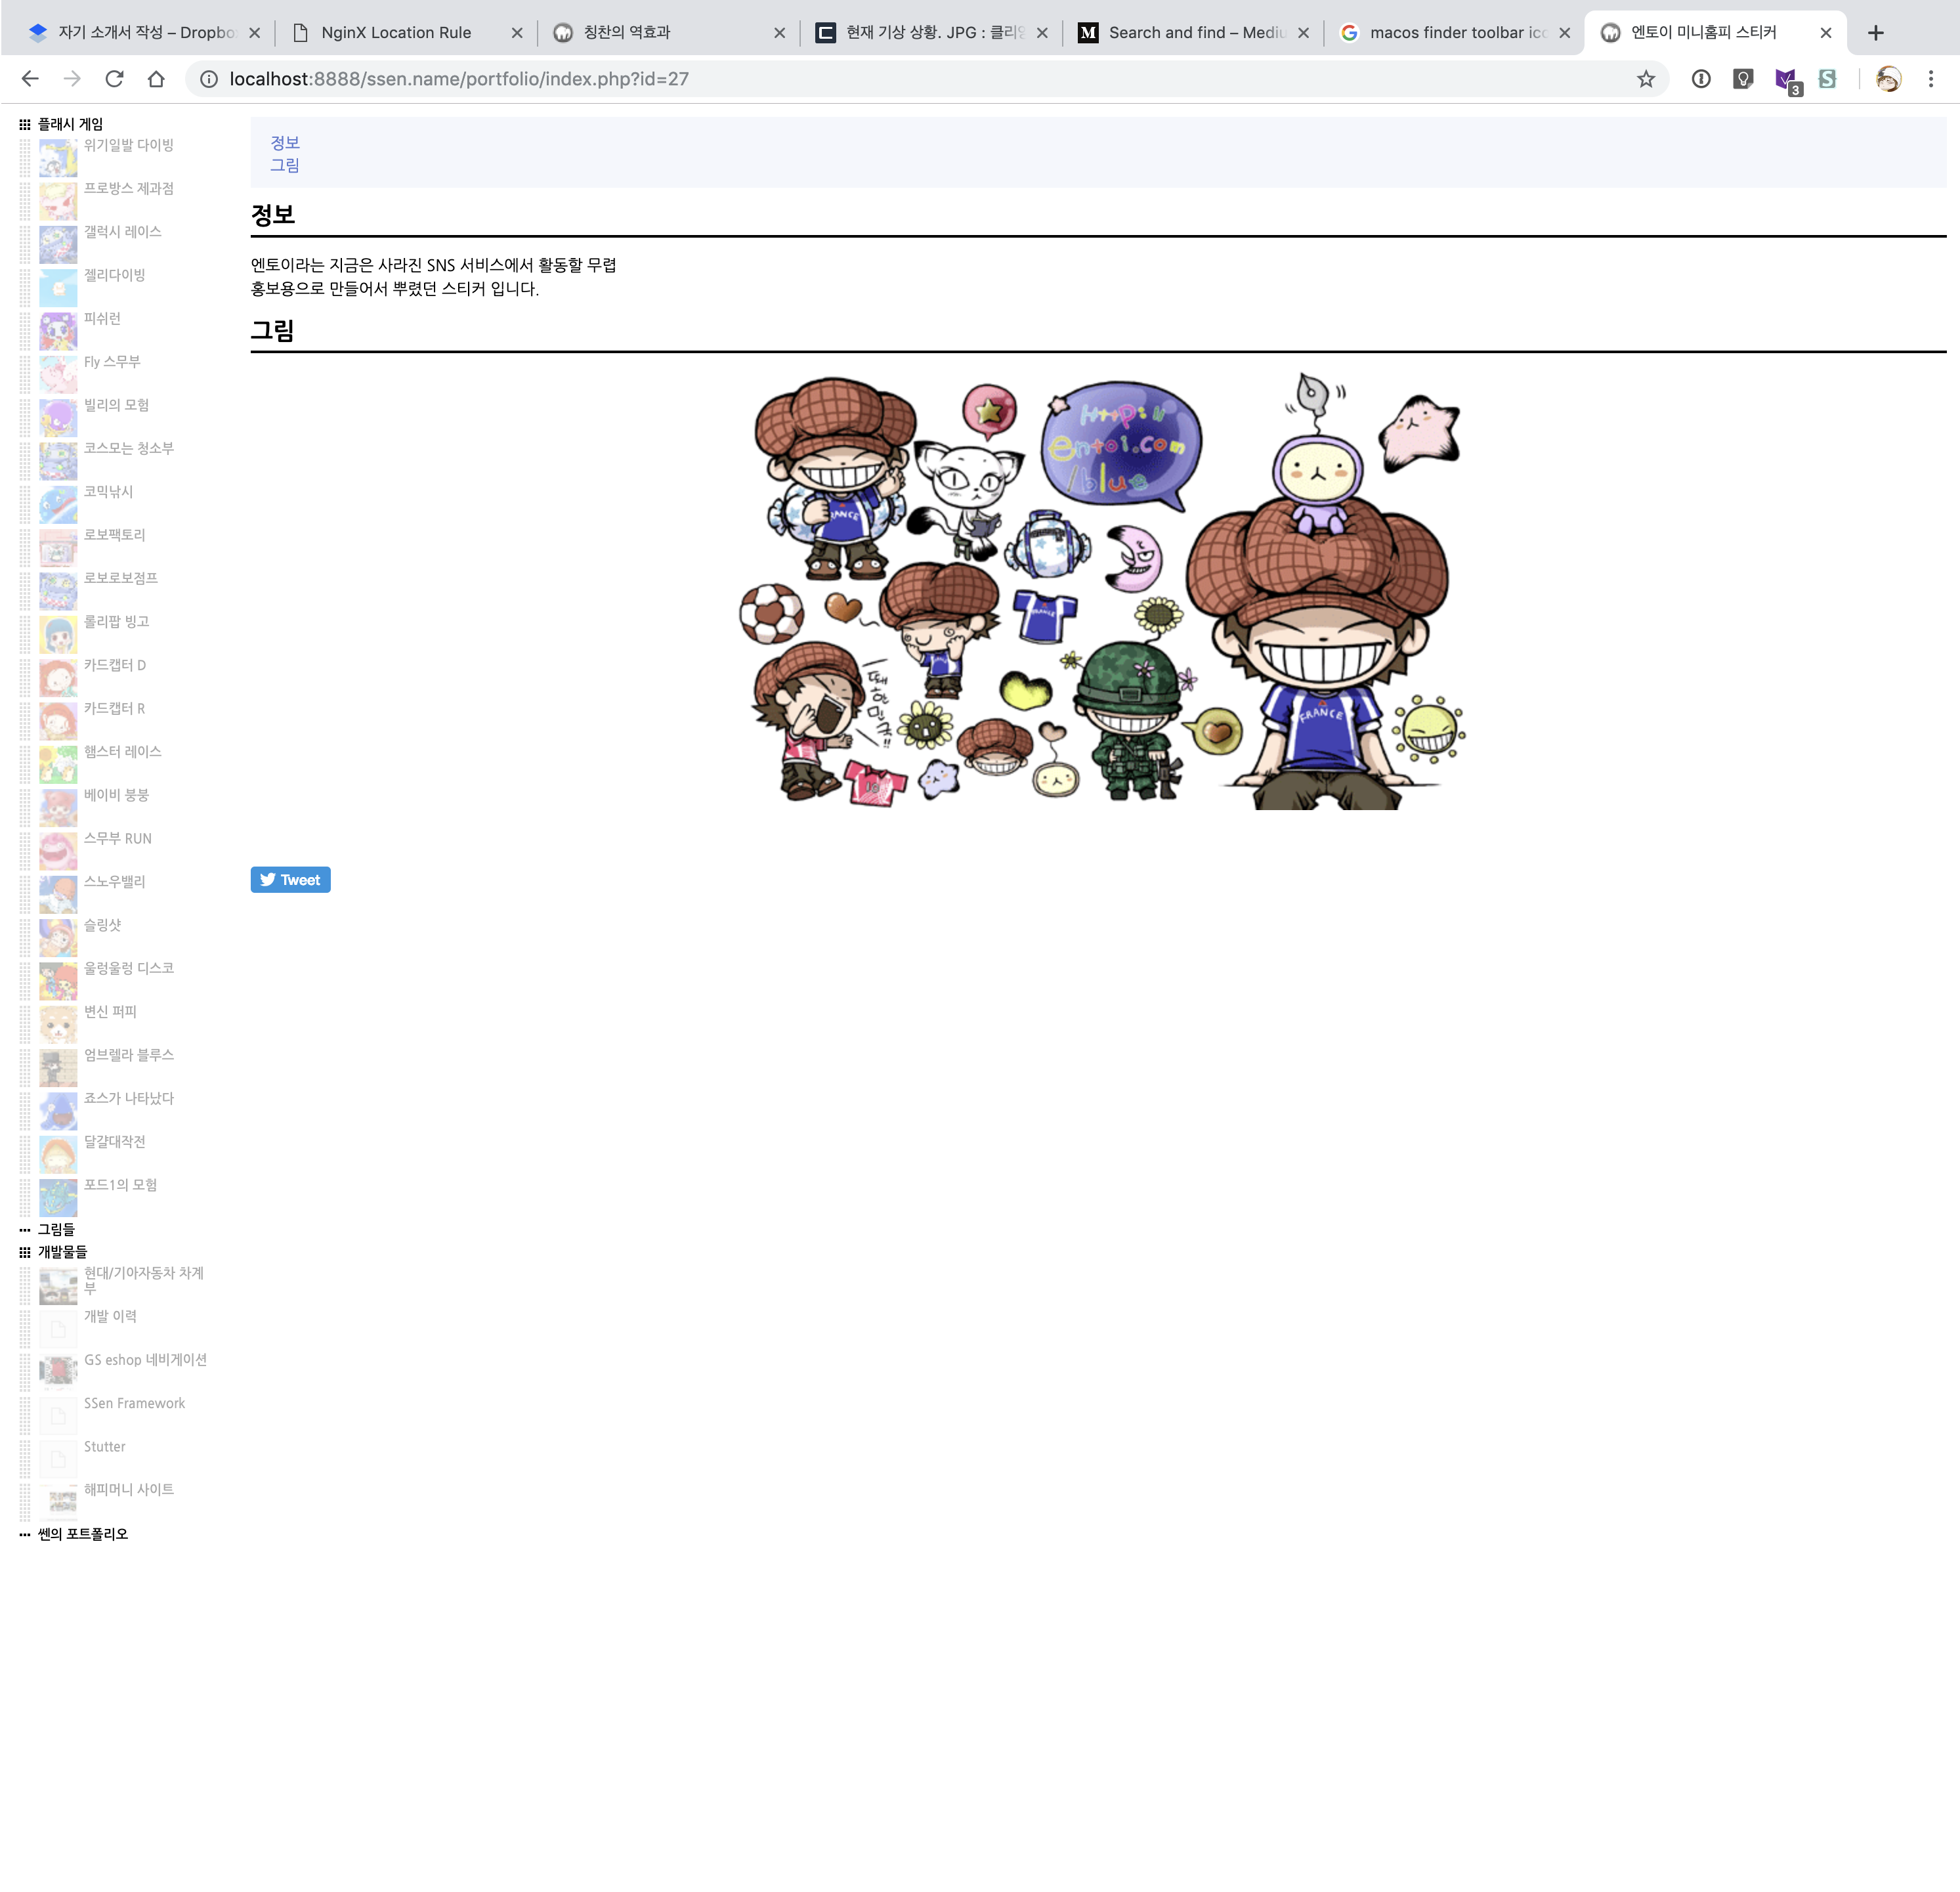 자기 소개서 작성 – Dropbo
NginX Location Rule
칭찬의 역효과
현재 기상 상황. JPG : 클리앙
Search and find – Mediu
macos finder toolbar ico
엔토이 미니홈피 스티커
localhost:8888/ssen.name/portfolio/index.php?id=27
3
플래시 게임
위기일발 다이빙
프로방스 제과점
갤럭시 레이스
젤리다이빙
피쉬런
Fly 스무부
빌리의 모험
코스모는 청소부
코믹낚시
로보팩토리
로보로보점프
롤리팝 빙고
카드캡터 D
카드캡터 R
햄스터 레이스
베이비 붕붕
스무부 RUN
스노우밸리
슬링샷
울렁울렁 디스코
변신 퍼피
엄브렐라 블루스
죠스가 나타났다
달걀대작전
포드1의 모험
그림들
개발물들
현대/기아자동차 차계
부
개발 이력
GS eshop 네비게이션
SSen Framework
Stutter
해피머니 사이트
쎈의 포트폴리오
정보
그림
정보
엔토이라는 지금은 사라진 SNS 서비스에서 활동할 무렵
홍보용으로 만들어서 뿌렸던 스티커 입니다.
그림
HttP://
entoi.com
/blue
FRANCE
FRANCE
FRANCE
때한민국!!
10
Tweet